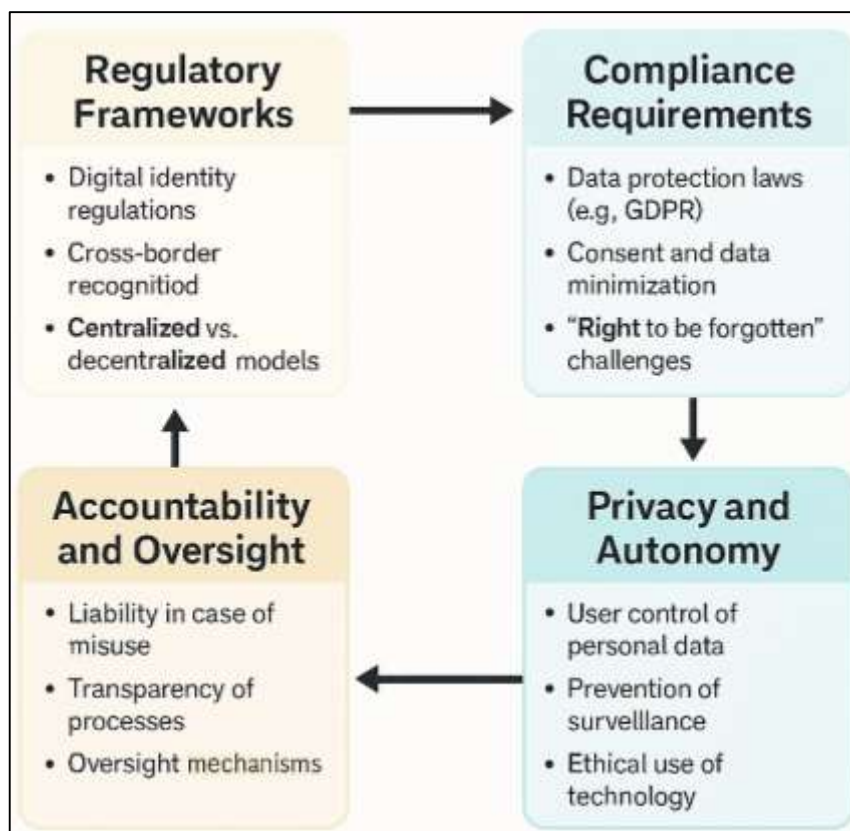 Regulatory
Frameworks
• Digital identity
regulations
• Cross-border
recognitiod
• Centralized vs.
decentralized models
Compliance
Requirements
• Data protection laws
(e.g, GDPR)
• Consent and data
minimization
• “Right to be forgotten”
challenges
Accountability
and Oversight
• Liability in case of
misuse
• Transparency of
processes
• Oversight mechanisms
Privacy and
Autonomy
• User control of
personal data
• Prevention of
survelllance
• Ethical use of
technology